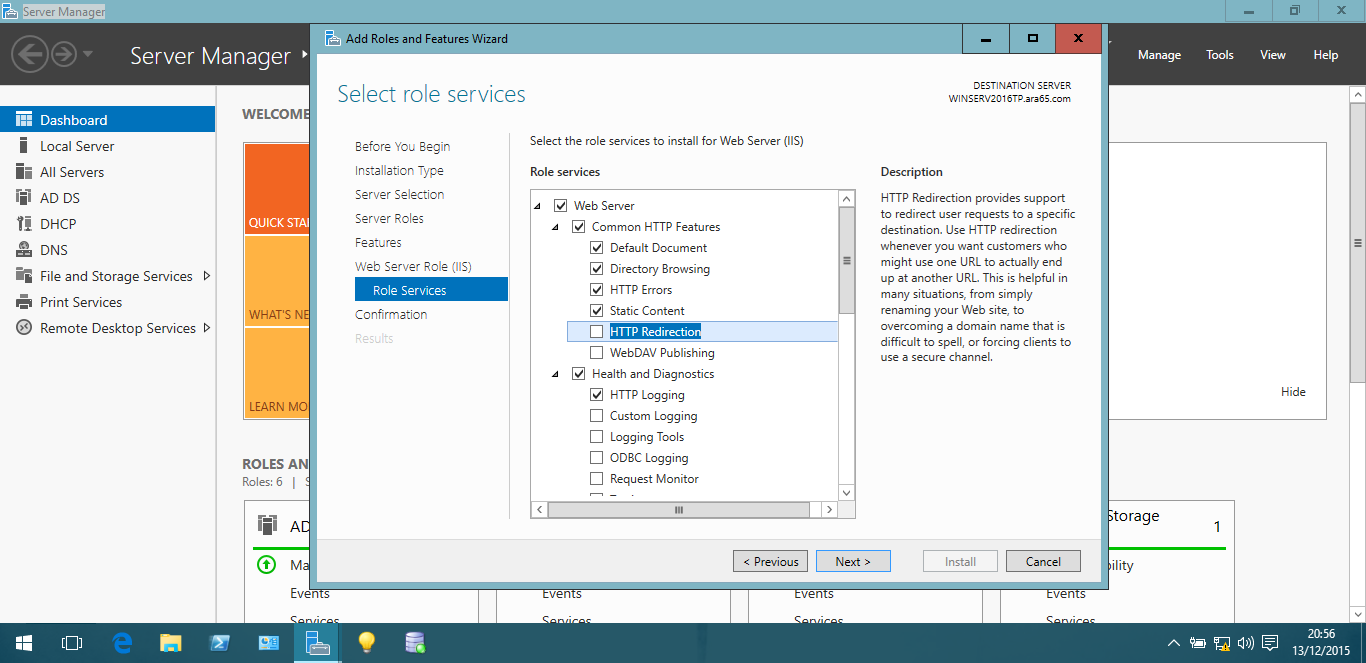 Server Manager
Add Roles and Features Wizard
Server Manager
Manage
Tools
View
Help
Dashboard
Local Server
All Servers
AD DS
DHCP
DNS
File and Storage Services
Print Services
Remote Desktop Services
WELCOME
QUICK STA
WHAT'S NE
LEARN MO
Hide
ROLES AN
Roles: 6 | S
AD
Ma
Events
Services
Events
Services
Events
Services
Storage
1
bility
Events
Services
Select role services
DESTINATION SERVER
WINSERV2016TP.ara65.com
Before You Begin
Installation Type
Server Selection
Server Roles
Features
Web Server Role (IIS)
Role Services
Confirmation
Results
Select the role services to install for Web Server (IIS)
Role services
Web Server
Common HTTP Features
Default Document
Directory Browsing
HTTP Errors
Static Content
HTTP Redirection
WebDAV Publishing
Health and Diagnostics
HTTP Logging
Custom Logging
Logging Tools
ODBC Logging
Request Monitor
Description
HTTP Redirection provides support
to redirect user requests to a specific
destination. Use HTTP redirection
whenever you want customers who
might use one URL to actually end
up at another URL. This is helpful in
many situations, from simply
renaming your Web site, to
overcoming a domain name that is
difficult to spell, or forcing clients to
use a secure channel.
< Previous
Next >
Install
Cancel
20:56
13/12/2015